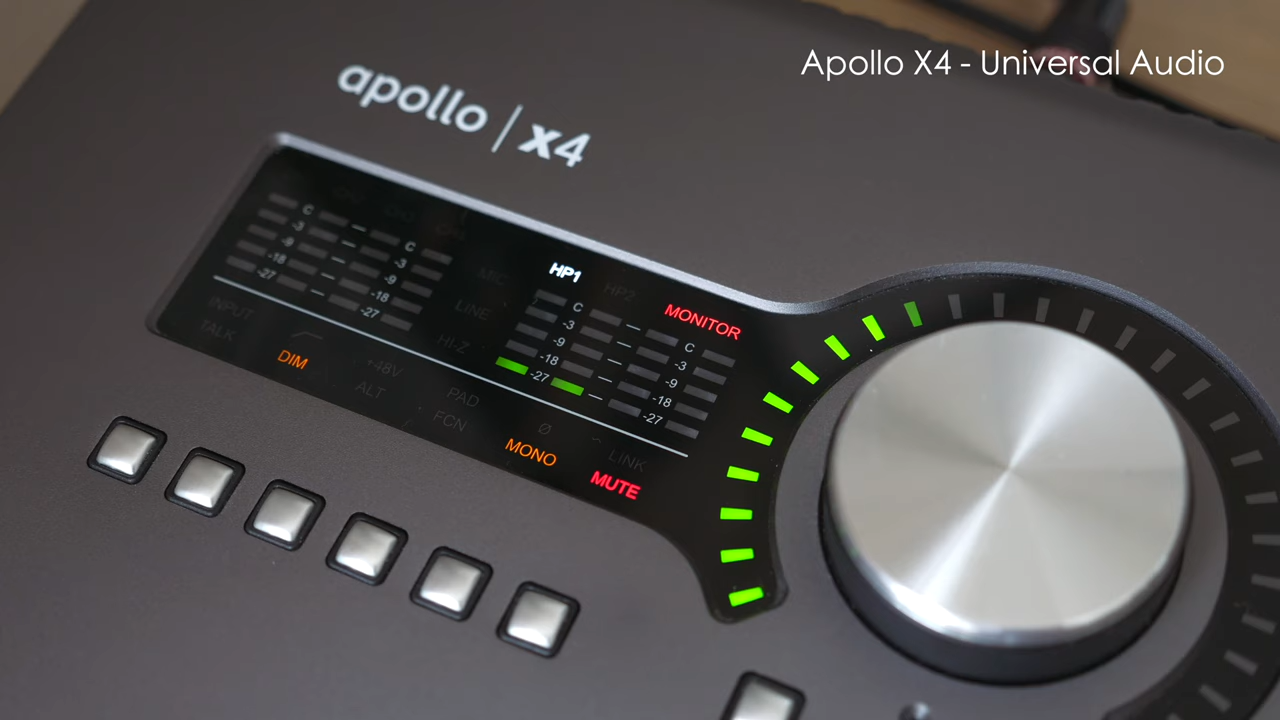 Apollo X4 - Universal Audio
apollo | x4
C
-3
-9
-18
-27
C
-3
-9
-18
-27
MIC
LINE
HI-Z
HP1
HP2
MONITOR
C
-3
-9
-18
-27
C
-3
-9
-18
-27
INPUT
TALK
DIM
+48V
ALT
PAD
FCN
Ø
MONO
LINK
MUTE